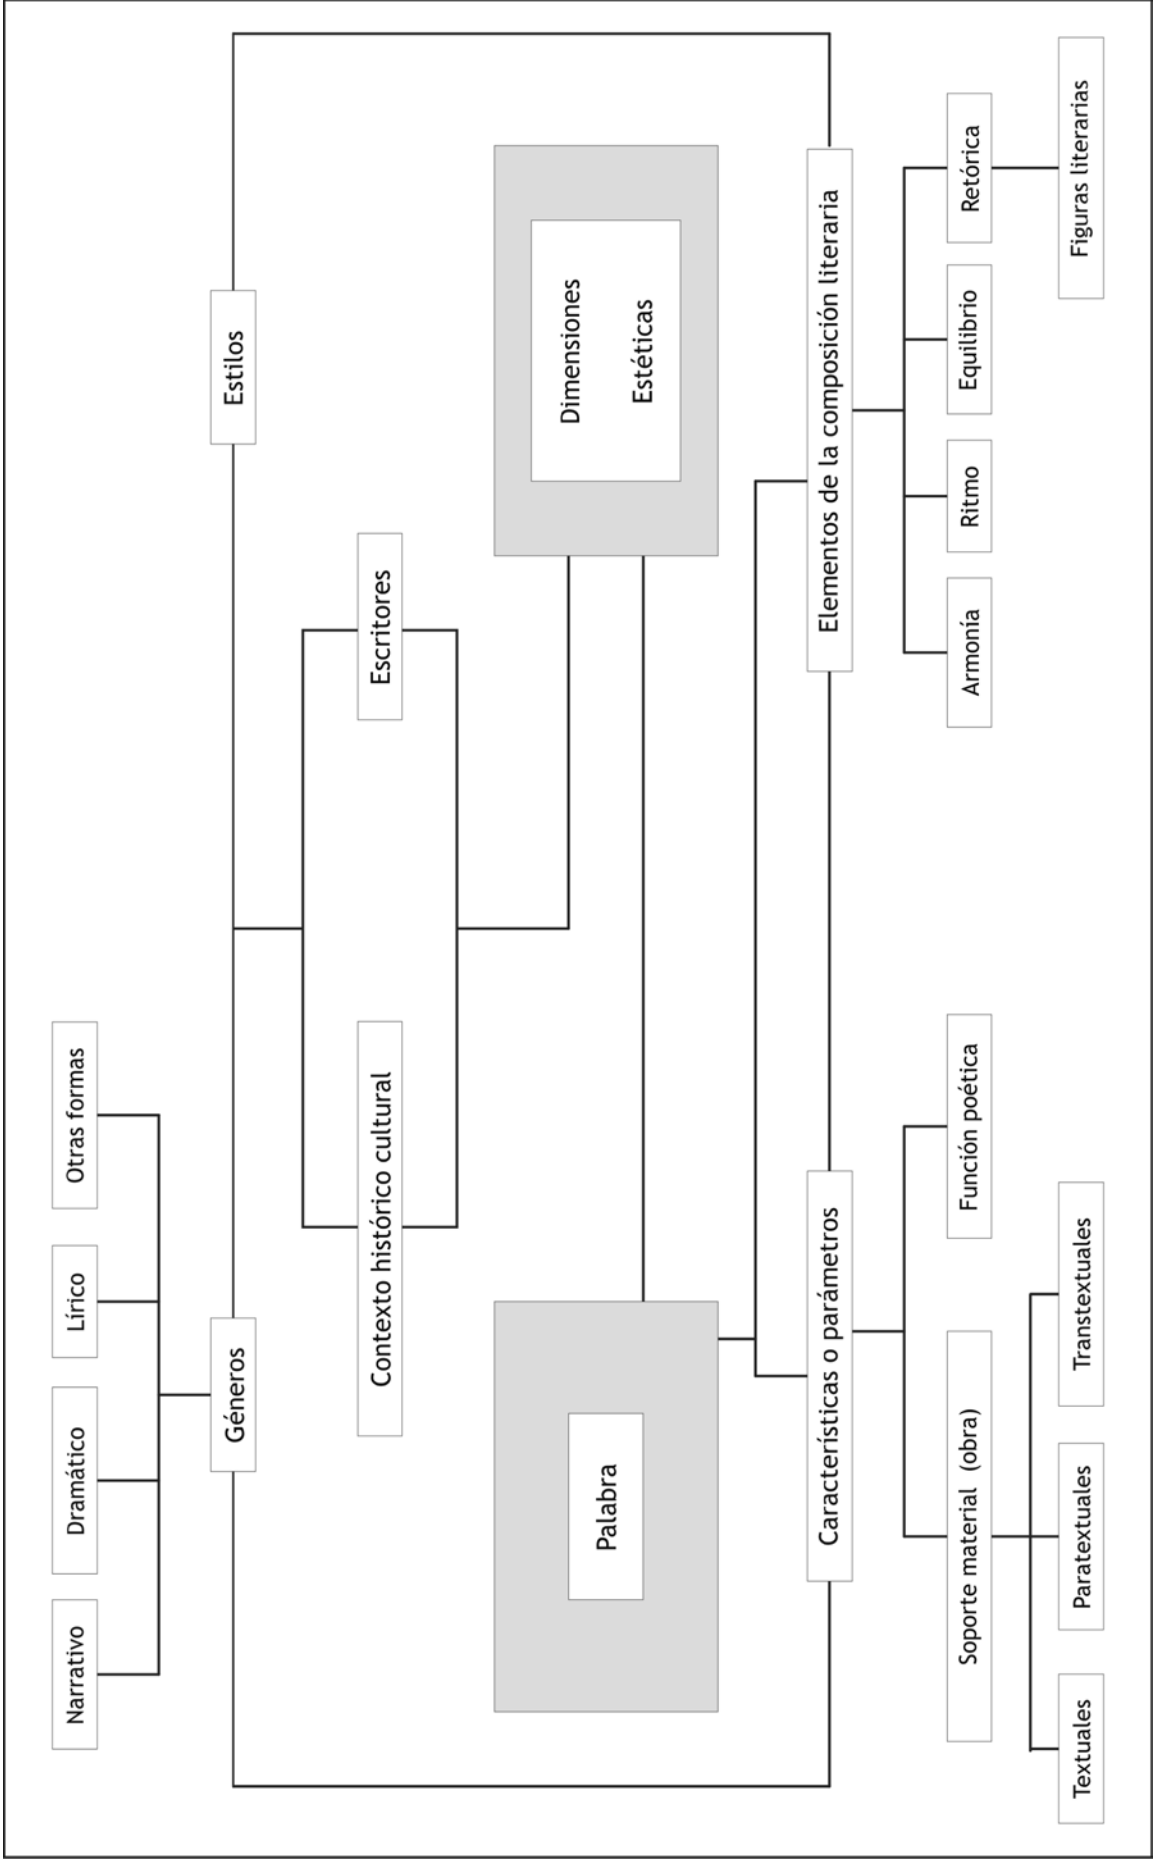 Narrativo
Dramático
Lírico
Otras formas
Géneros
Estilos
Contexto histórico cultural
Escritores
Palabra
Dimensiones
Estéticas
Características o parámetros
Elementos de la composición literaria
Soporte material (obra)
Función poética
Armonía
Ritmo
Equilibrio
Retórica
Textuales
Paratextuales
Transtextuales
Figuras literarias